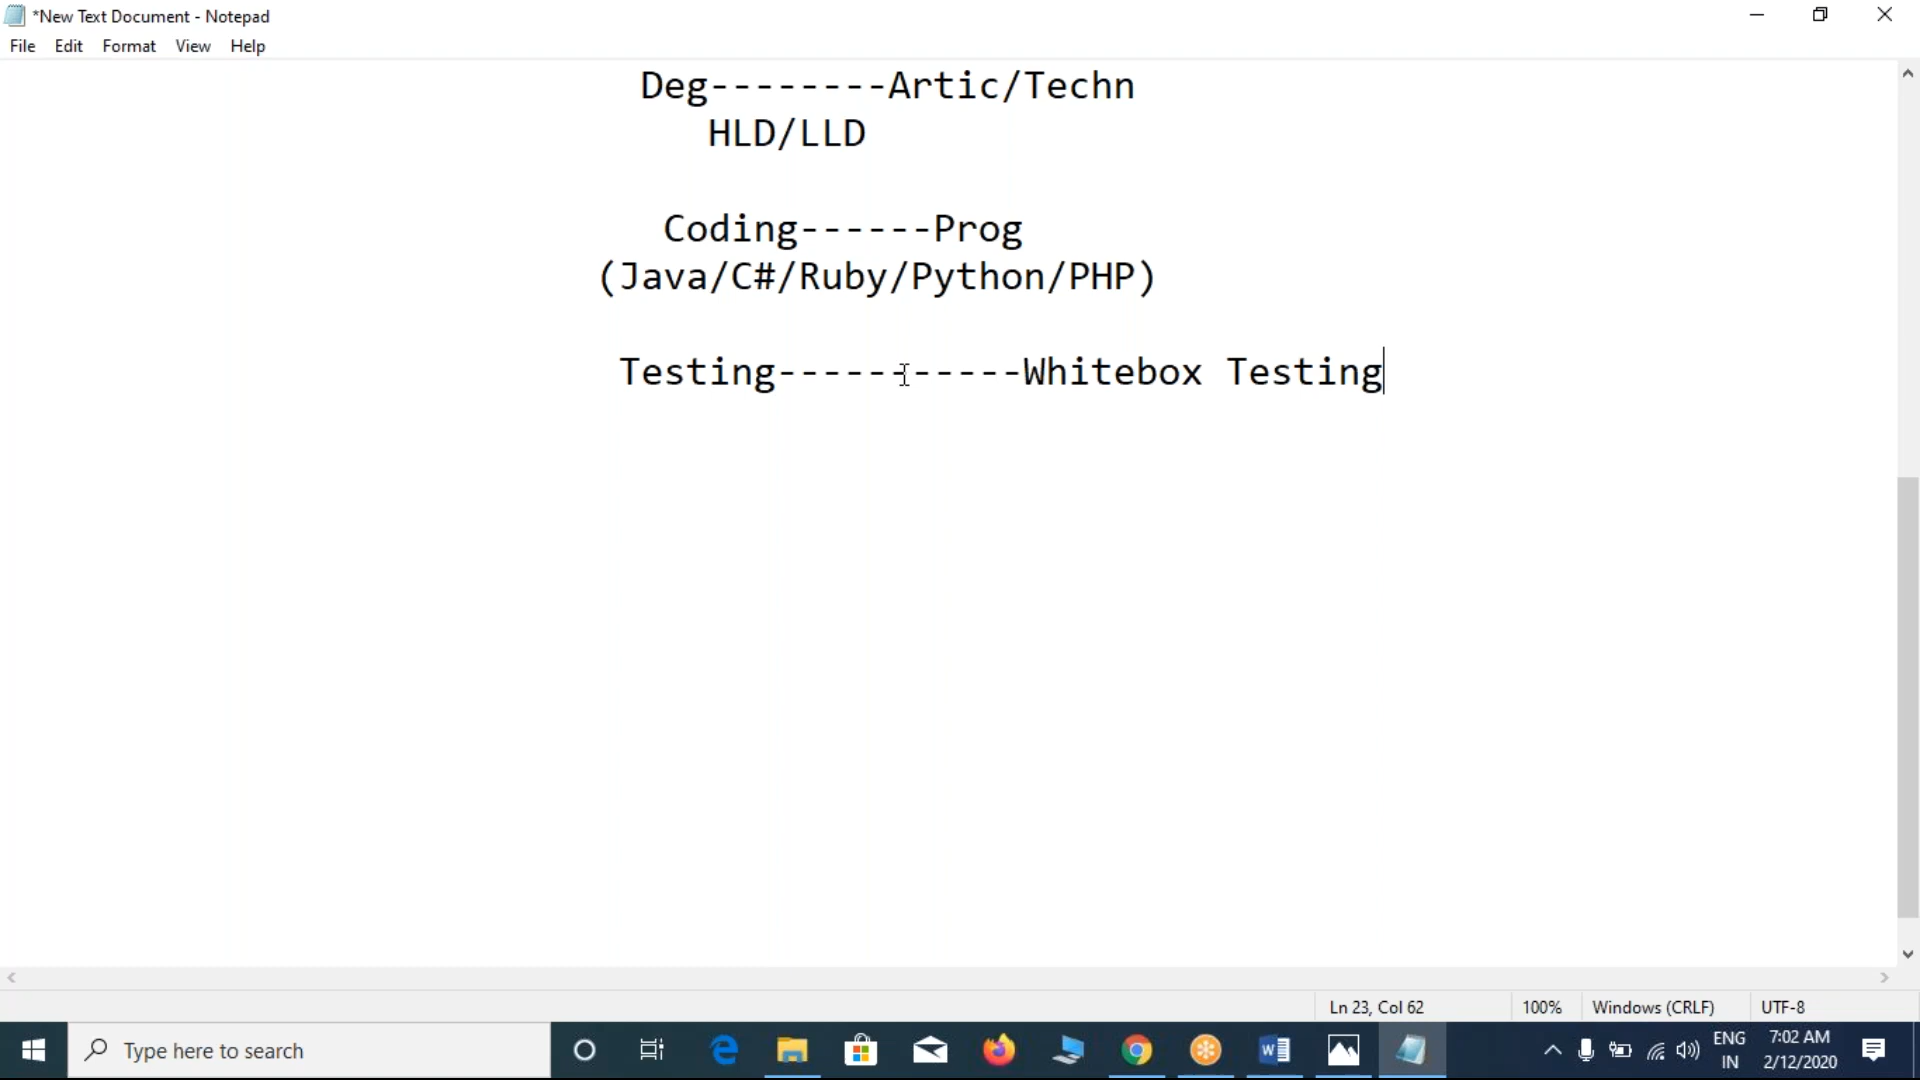 *New Text Document - Notepad
File Edit Format View Help
Deg--------Artic/Techn
HLD/LLD
Coding------Prog
(Java/C#/Ruby/Python/PHP)
Testing-----------Whitebox Testing
Ln 23, Col 62 100% Windows (CRLF) UTF-8
Type here to search
ENG 7:02 AM
IN 2/12/2020